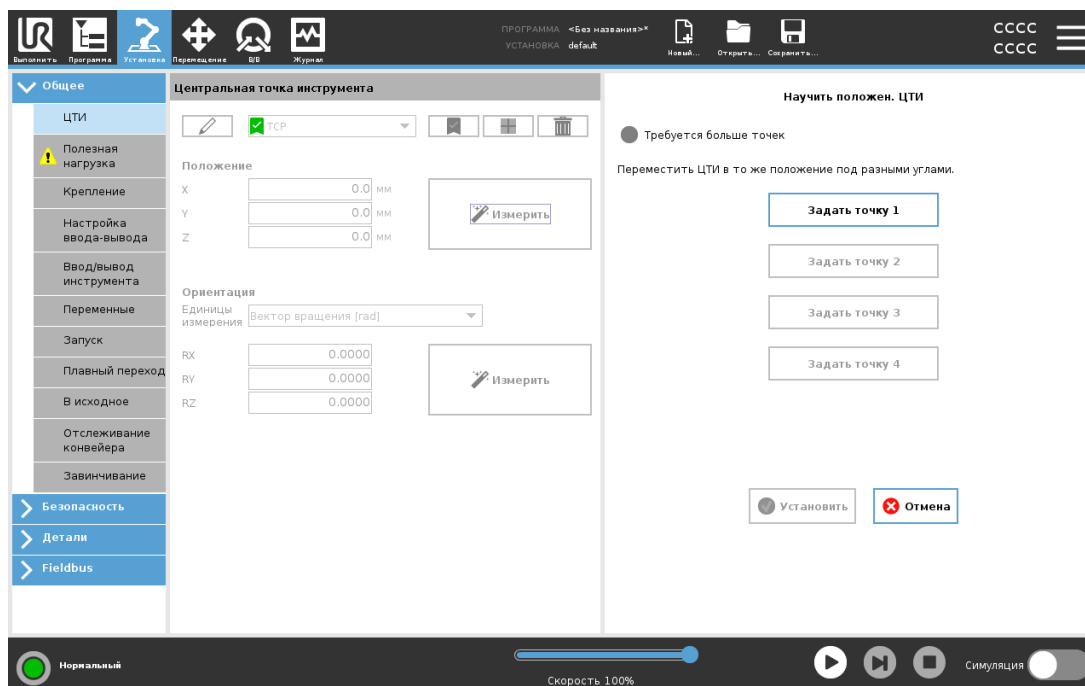 UR
Выполнить
Программа
Установка
Перемещение
В/В
Журнал
ПРОГРАММА <Без названия>*
УСТАНОВКА default
Новый...
Открыть...
Сохранить...
CCCC
CCCC
Общее
ЦТИ
Полезная
нагрузка
Крепление
Настройка
ввода-вывода
Ввод/вывод
инструмента
Переменные
Запуск
Плавный переход
В исходное
Отслеживание
конвейера
Завинчивание
Безопасность
Детали
Fieldbus
Центральная точка инструмента
TCP
Положение
X 0.0 мм
Y 0.0 мм
Z 0.0 мм
Измерить
Ориентация
Единицы
измерения
Вектор вращения [rad]
RX 0.0000
RY 0.0000
RZ 0.0000
Измерить
Научить положен. ЦТИ
Требуется больше точек
Переместить ЦТИ в то же положение под разными углами.
Задать точку 1
Задать точку 2
Задать точку 3
Задать точку 4
Установить
Отмена
Нормальный
Скорость 100%
Симуляция